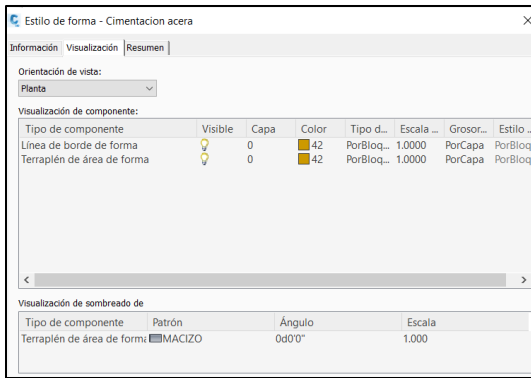 Estilo de forma - Cimentacion acera
Información Visualización Resumen
Orientación de vista:
Planta
Visualización de componente:
Tipo de componente Visible Capa Color Tipo d... Escala ... Grosor... Estilo ...
Línea de borde de forma 0 42 PorBloq... 1.0000 PorCapa PorBloq
Terraplén de área de forma 0 42 PorBloq... 1.0000 PorCapa PorBloq
Visualización de sombreado de
Tipo de componente Patrón Ángulo Escala
Terraplén de área de forma MACIZO 0d0'0" 1.000